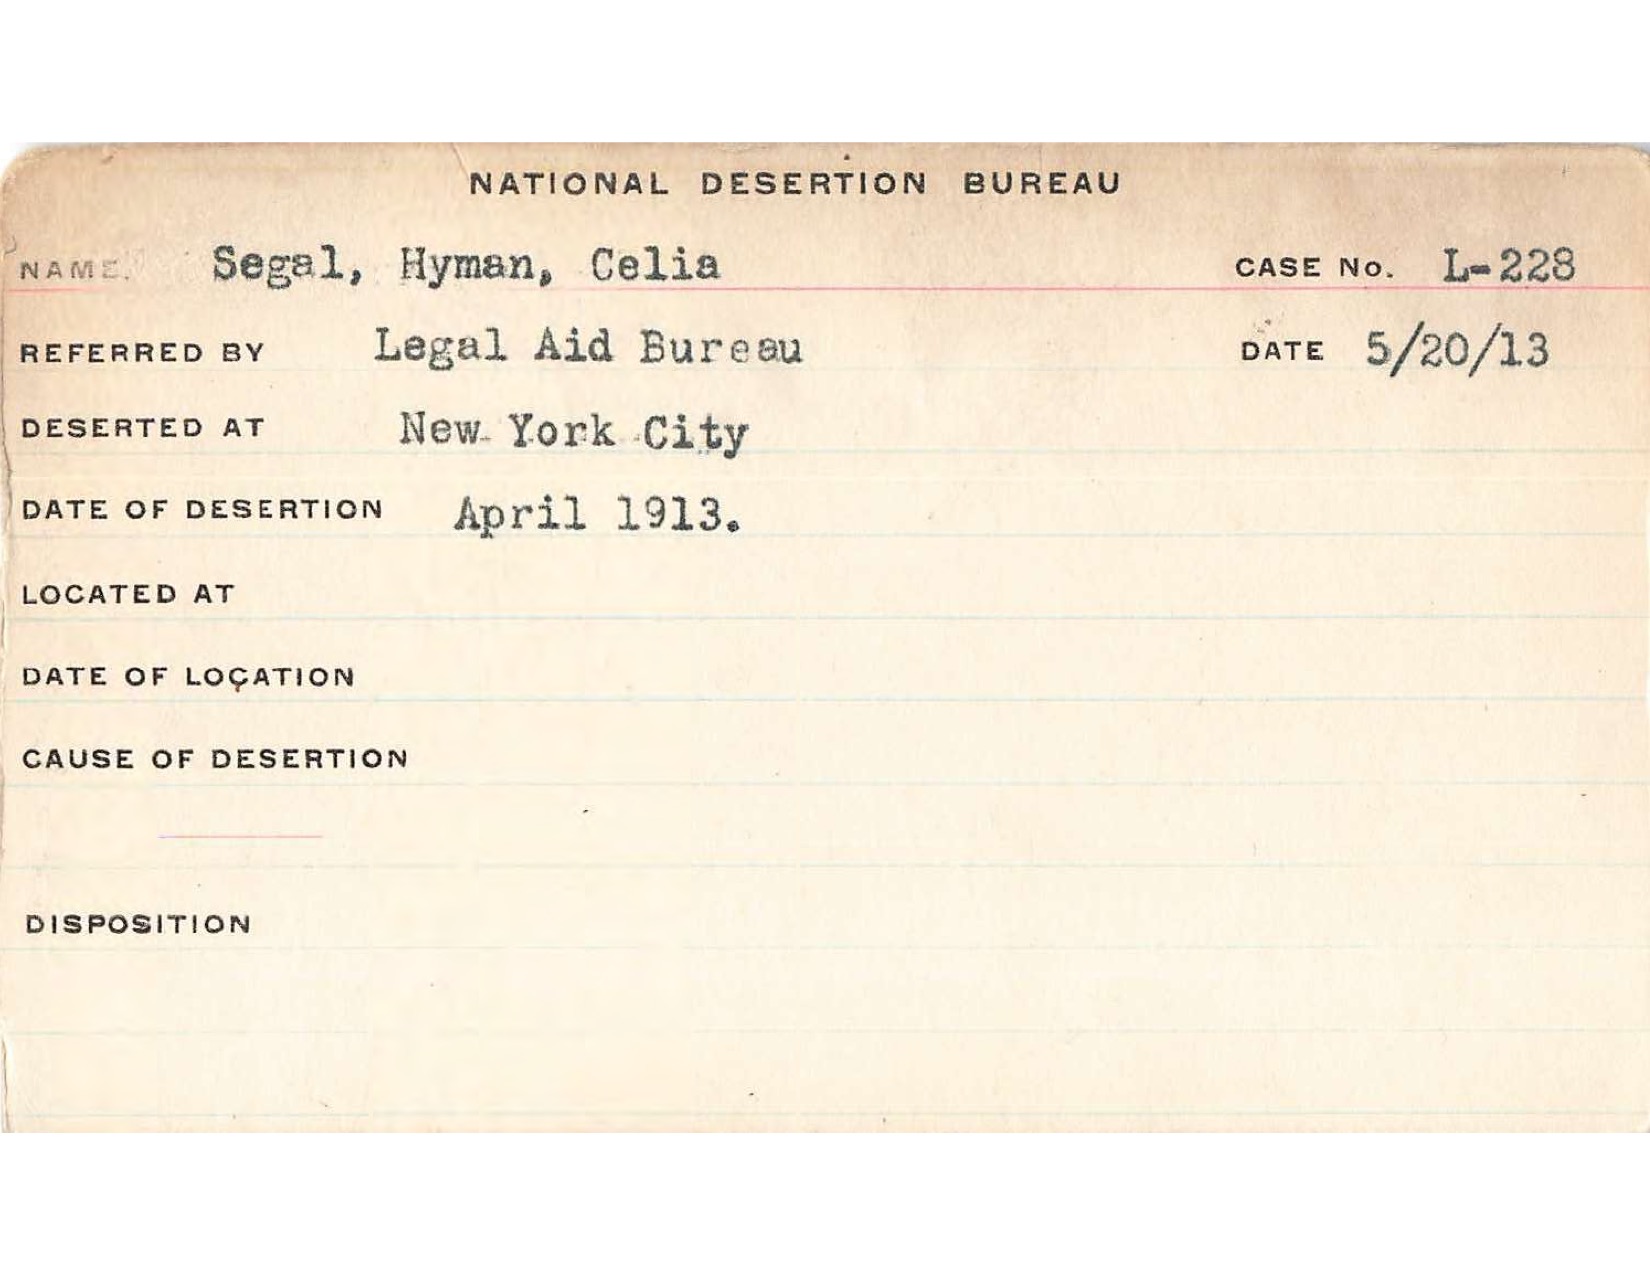 NATIONAL DESERTION BUREAU
NAME. Segal, Hyman, Celia CASE No. L-228
REFERRED BY Legal Aid Bureau DATE 5/20/13
DESERTED AT New York City
DATE OF DESERTION April 1913.
LOCATED AT
DATE OF LOCATION
CAUSE OF DESERTION
DISPOSITION